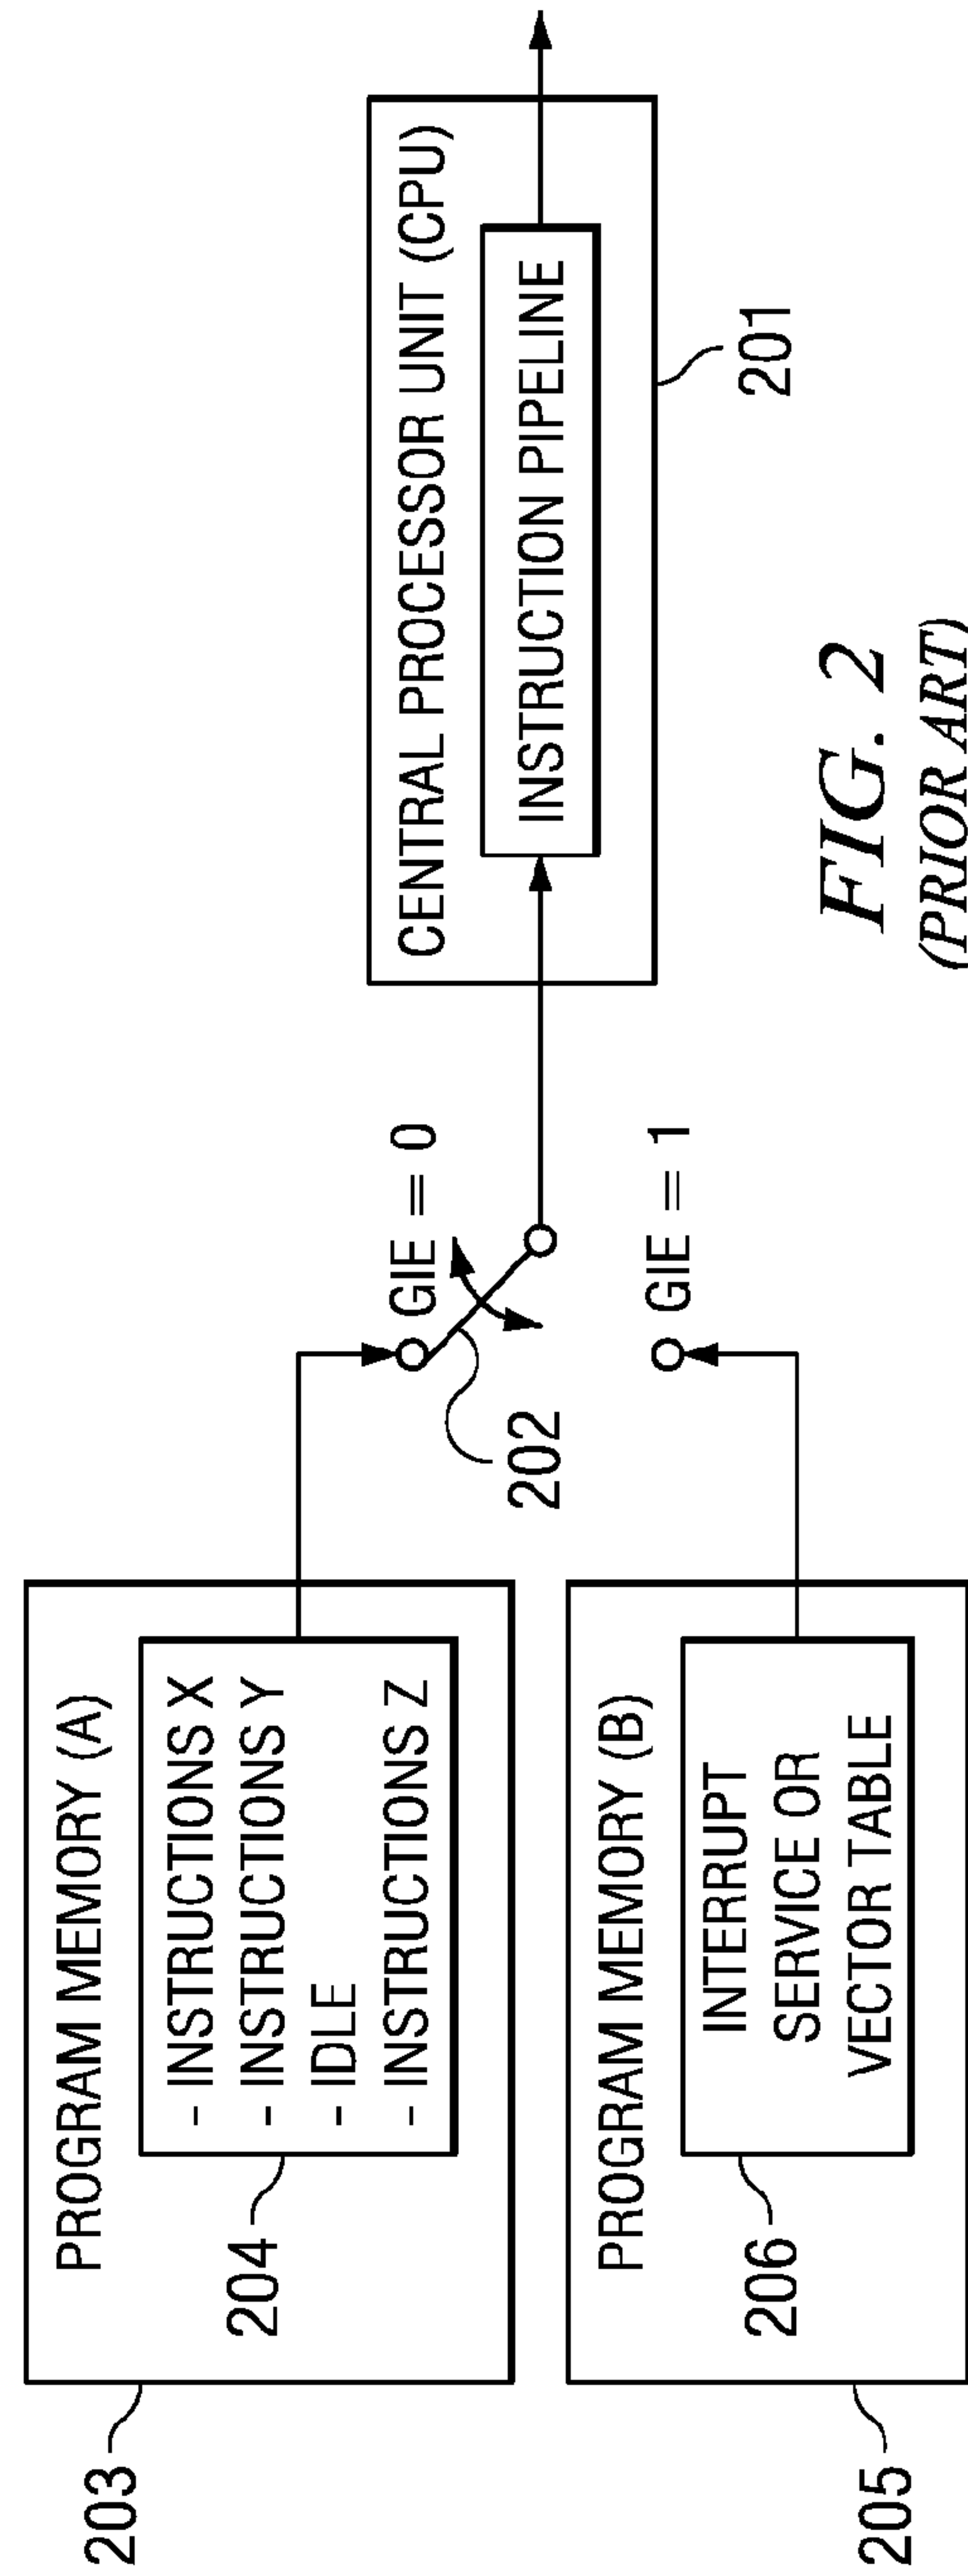 203
PROGRAM MEMORY (A)
204
- INSTRUCTIONS X
- INSTRUCTIONS Y
- IDLE
- INSTRUCTIONS Z
205
PROGRAM MEMORY (B)
206
INTERRUPT
SERVICE OR
VECTOR TABLE
GIE = 0
202
GIE = 1
CENTRAL PROCESSOR UNIT (CPU)
INSTRUCTION PIPELINE
201
FIG. 2
(PRIOR ART)